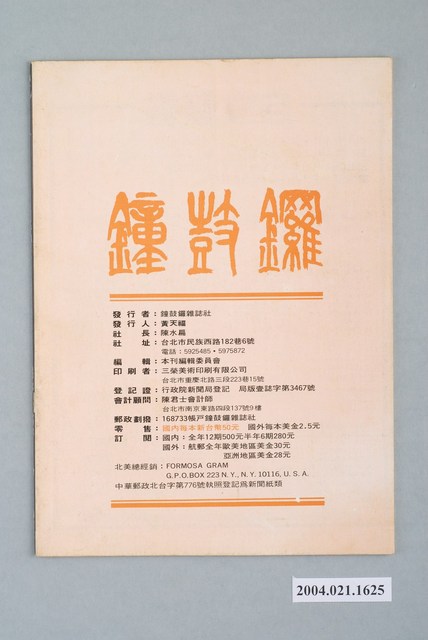 鐘鼓鑼
發行者：鐘鼓鑼雜誌社
發行人：黃天福
社長：陳水扁
社址：台北市民族西路182巷6號
電話：5925485・5975872
編輯：本刊編輯委員會
印刷者：三榮美術印刷有限公司
台北市重慶北路三段223巷15號
登記證：行政院新聞局登記 局版壹誌字第3467號
會計顧問：陳君士會計師
台北市南京東路四段137號9樓
郵政劃撥：168733帳戶鐘鼓鑼雜誌社
零售：國內每本新台幣50元 國外每本美金2.5元
訂閱：國內：全年12期500元半年6期280元
國外：航郵全年歐美地區美金30元
亞洲地區美金28元
北美總經銷：FORMOSA GRAM
G.P.O.BOX 223 N.Y., N.Y. 10116, U.S.A.
中華郵政北台字第776號執照登記為新聞紙類
2004.021.1625